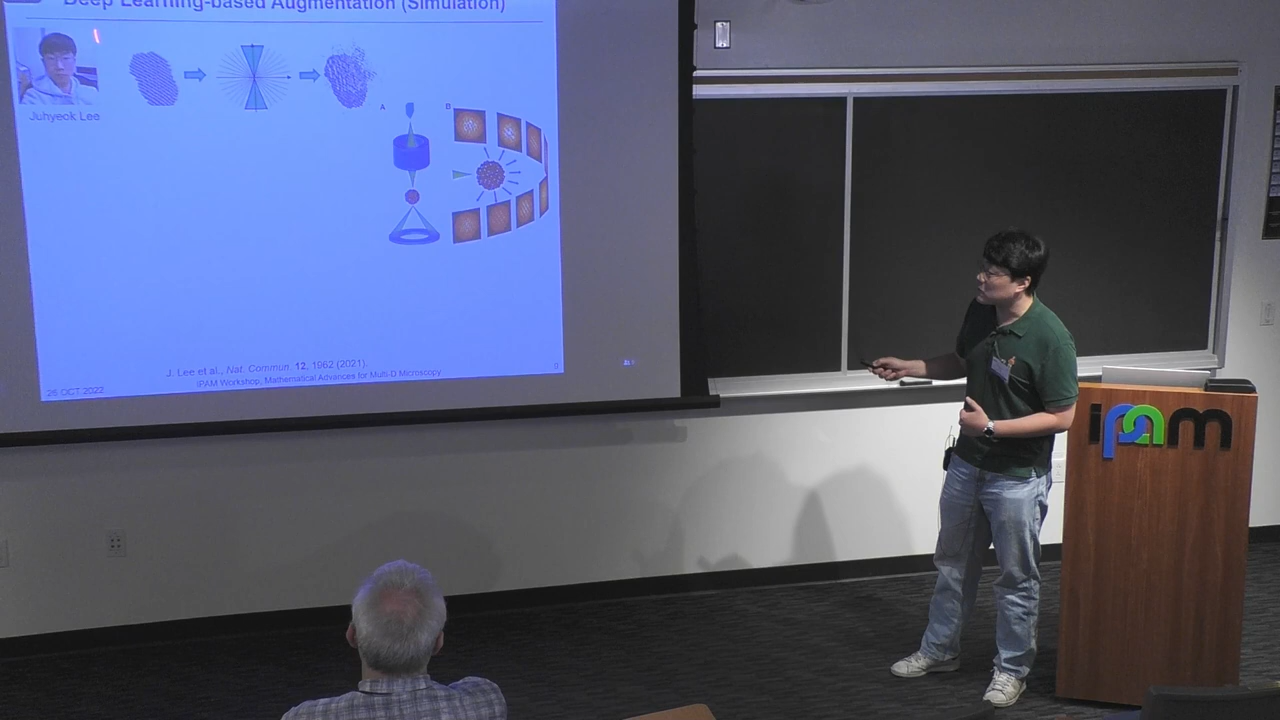 Deep Learning-based Augmentation (Simulation)
Juhyeok Lee
A
B
J. Lee et al., Nat. Commun. 12, 1962 (2021).
IPAM Workshop, Mathematical Advances for Multi-D Microscopy
26 OCT 2022
ipam